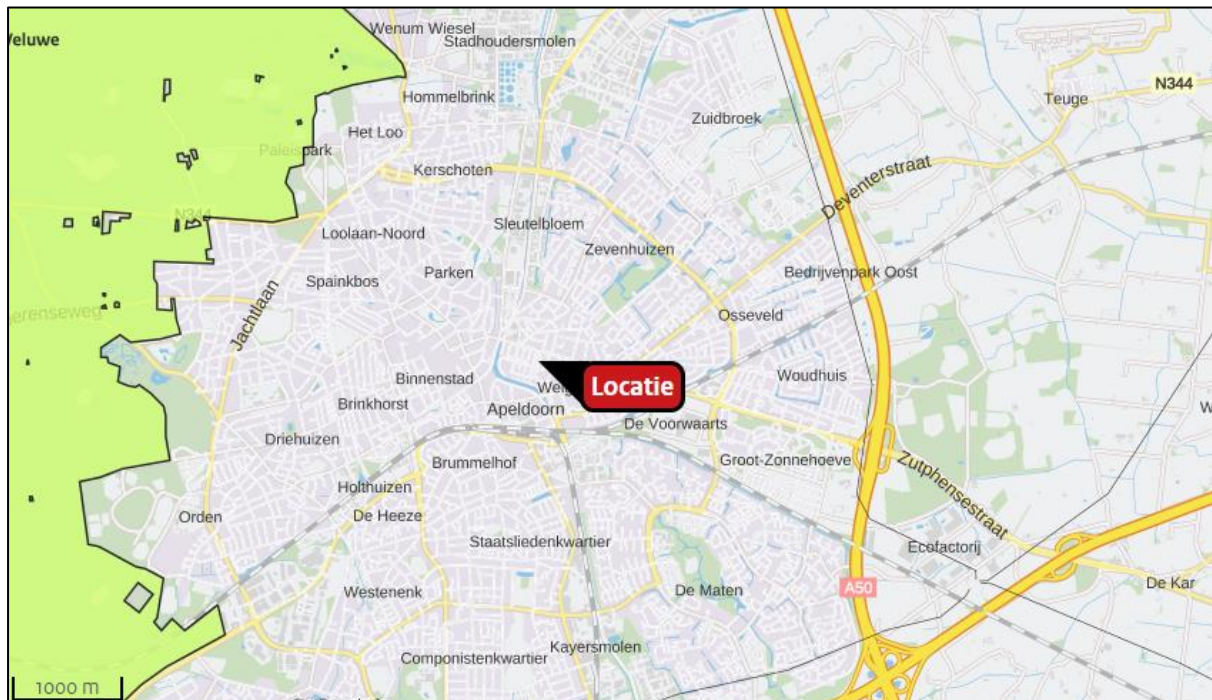 Wenum Wiesel
Veluwe
Stadhoudersmolen
N344
Teuge
Hommelbrink
Zuidbroek
Het Loo
Paleispark
Kerschoten
Deventerstraat
N344
Sleutelbloem
Loolaan-Noord
Zevenhuizen
Spainkbos
Parken
Bedrijvenpark Oost
erenseweg
Jachtlaan
Osseveld
Binnenstad
Locatie
Woudhuis
Brinkhorst
Apeldoorn
De Voorwaarts
Driehuizen
Brummelhof
Groot-Zonnehoeve
Zutphensestraat
Holthuizen
Orden
De Heeze
Staatsliedenkwartier
Ecofactorij
De Kar
Westenenk
De Maten
A50
Kayersmolen
Componistenkwartier
1000 m